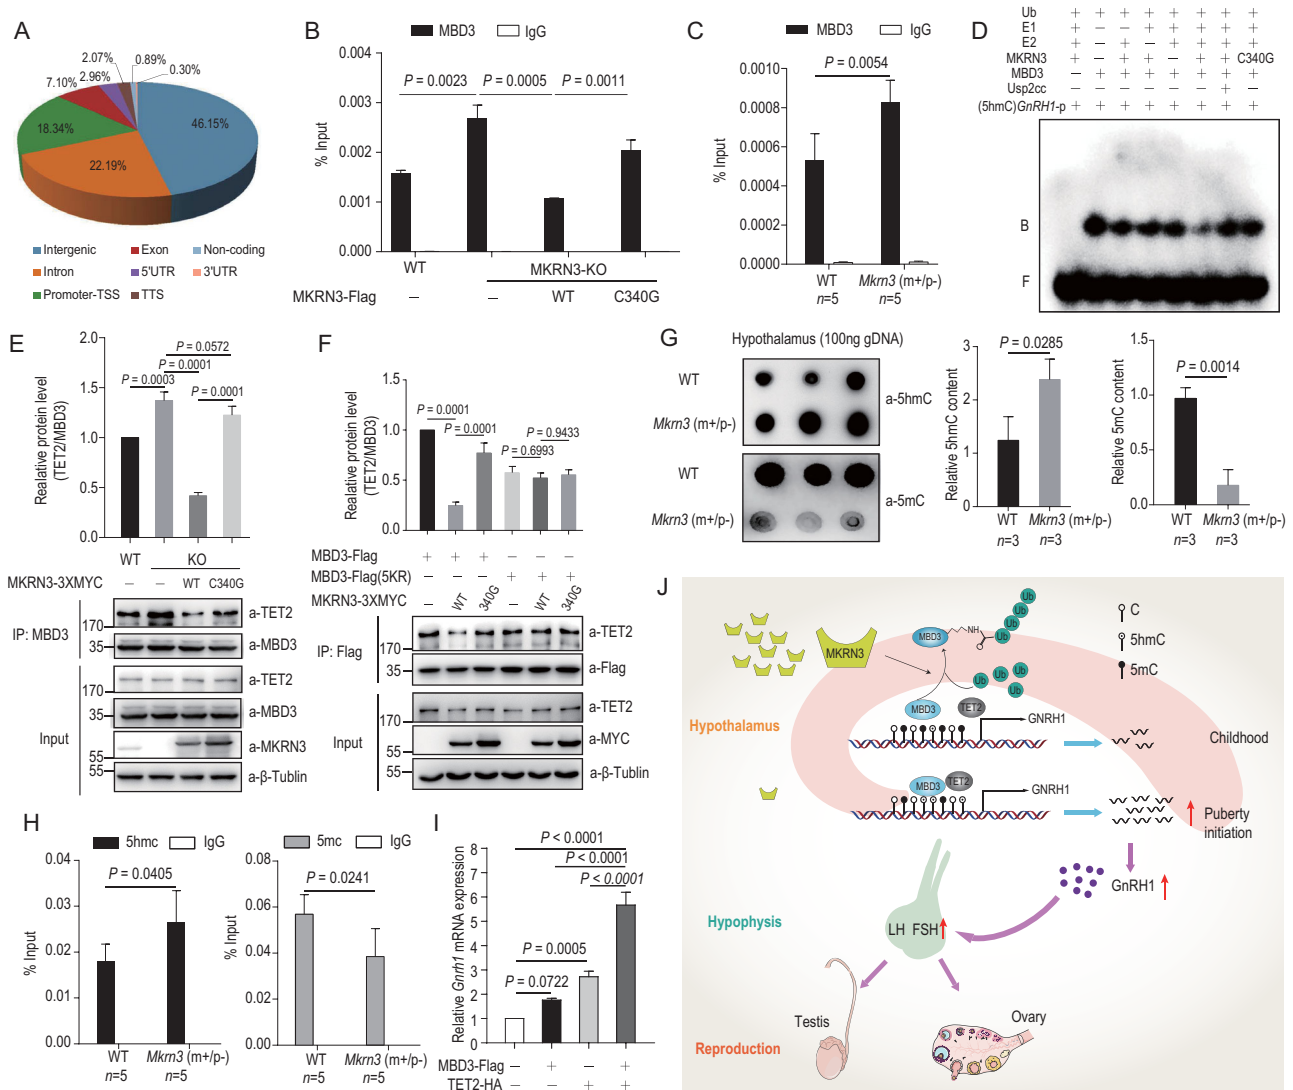 A
2.07%
0.89%
7.10%
2.96%
0.30%
46.15%
18.34%
22.19%
Intergenic
Exon
Non-coding
Intron
5'UTR
3'UTR
Promoter-TSS
TTS
B
MBD3
IgG
0.004
0.003
0.002
0.001
0.000
% Input
P = 0.0023
P = 0.0005
P = 0.0011
WT
MKRN3-KO
MKRN3-Flag
–
–
WT
C340G
C
MBD3
IgG
0.0010
0.0008
0.0006
0.0004
0.0002
0.0000
% Input
P = 0.0054
WT
Mkrn3 (m+/p-)
n=5
n=5
D
Ub + + + + + + + +
E1 + – – – + + + +
E2 + – + – + + + +
MKRN3 + – + + – + + C340G
MBD3 – + + + + + + +
Usp2cc – – – – – – + –
(5hmC)GnRH1-p + + + + + + + +
B
F
E
2.0
1.5
1.0
0.5
0.0
Realative protein level
(TET2/MBD3)
P = 0.0572
P = 0.0001
P = 0.0003
P = 0.0001
WT
KO
MKRN3-3XMYC
–
–
WT
C340G
IP: MBD3
170
a-TET2
35
a-MBD3
Input
170
a-TET2
35
a-MBD3
55
a-MKRN3
55
a-β-Tublin
F
1.5
1.0
0.5
0.0
Realative protein level
(TET2/MBD3)
P = 0.0001
P = 0.0001
P = 0.9433
P = 0.6993
MBD3-Flag + + + – – –
MBD3-Flag(5KR) – – – + + +
MKRN3-3XMYC – WT 340G – WT 340G
IP: Flag
170
a-TET2
35
a-Flag
Input
170
a-TET2
55
a-MYC
55
a-β-Tublin
G
Hypothalamus (100ng gDNA)
WT
Mkrn3 (m+/p-)
a-5hmC
WT
Mkrn3 (m+/p-)
a-5mC
3
2
1
0
Relative 5hmC content
P = 0.0285
WT
Mkrn3 (m+/p-)
n=3
n=3
1.5
1.0
0.5
0.0
Relative 5mC content
P = 0.0014
WT
Mkrn3 (m+/p-)
n=3
n=3
H
5hmc
IgG
0.04
0.03
0.02
0.01
0.00
% Input
P = 0.0405
WT
Mkrn3 (m+/p-)
n=5
n=5
5mc
IgG
0.08
0.06
0.04
0.02
0.00
% Input
P = 0.0241
WT
Mkrn3 (m+/p-)
n=5
n=5
I
9
8
7
6
5
4
3
2
1
0
Relative Gnrh1 mRNA expression
P < 0.0001
P < 0.0001
P < 0.0001
P = 0.0005
P = 0.0722
MBD3-Flag – + – +
TET2-HA – – + +
J
MKRN3
MBD3
NH
Ub
Ub
Ub
Ub
Ub
Ub
Ub
Ub
C
5hmC
5mC
MBD3
TET2
GNRH1
Hypothalamus
Childhood
MBD3
TET2
GNRH1
Puberty
initiation
GnRH1
Hypophysis
LH FSH
Testis
Ovary
Reproduction